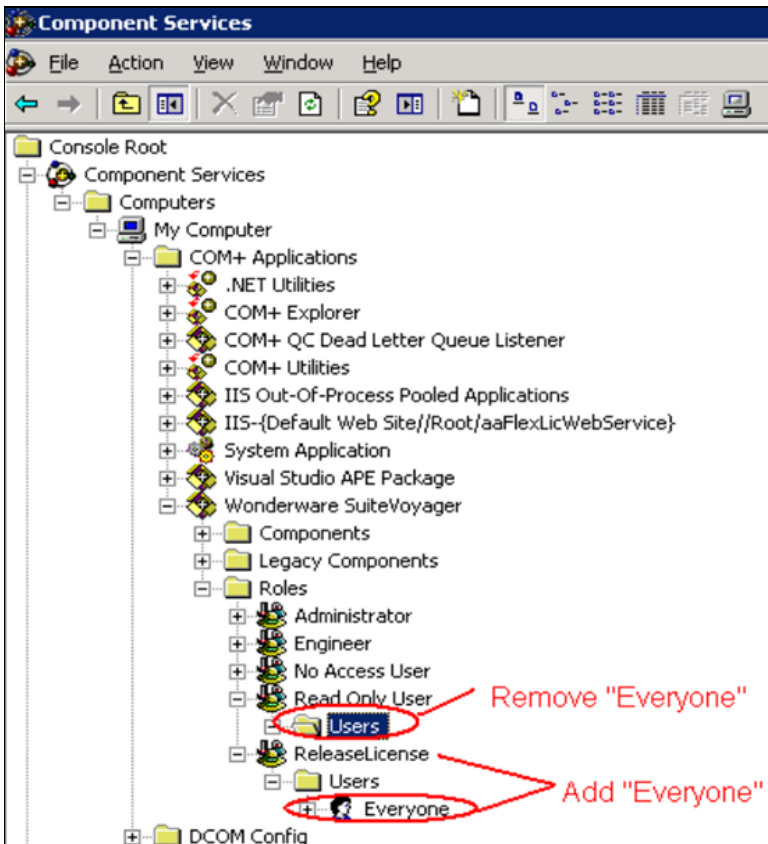 Component Services
File Action View Window Help
Console Root
Component Services
Computers
My Computer
COM+ Applications
.NET Utilities
COM+ Explorer
COM+ QC Dead Letter Queue Listener
COM+ Utilities
IIS Out-Of-Process Pooled Applications
IIS-{Default Web Site//Root/aaFlexLicWebService}
System Application
Visual Studio APE Package
Wonderware SuiteVoyager
Components
Legacy Components
Roles
Administrator
Engineer
No Access User
Read Only User
Remove "Everyone"
Users
ReleaseLicense
Users
Add "Everyone"
Everyone
DCOM Config